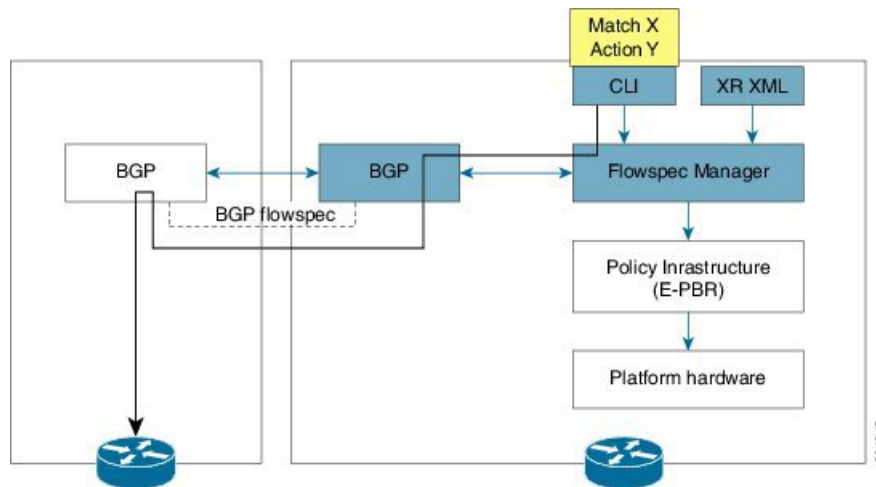 Match X
Action Y
CLI
XR XML
BGP
BGP
Flowspec Manager
BGP flowspec
Policy Inrastructure
(E-PBR)
Platform hardware